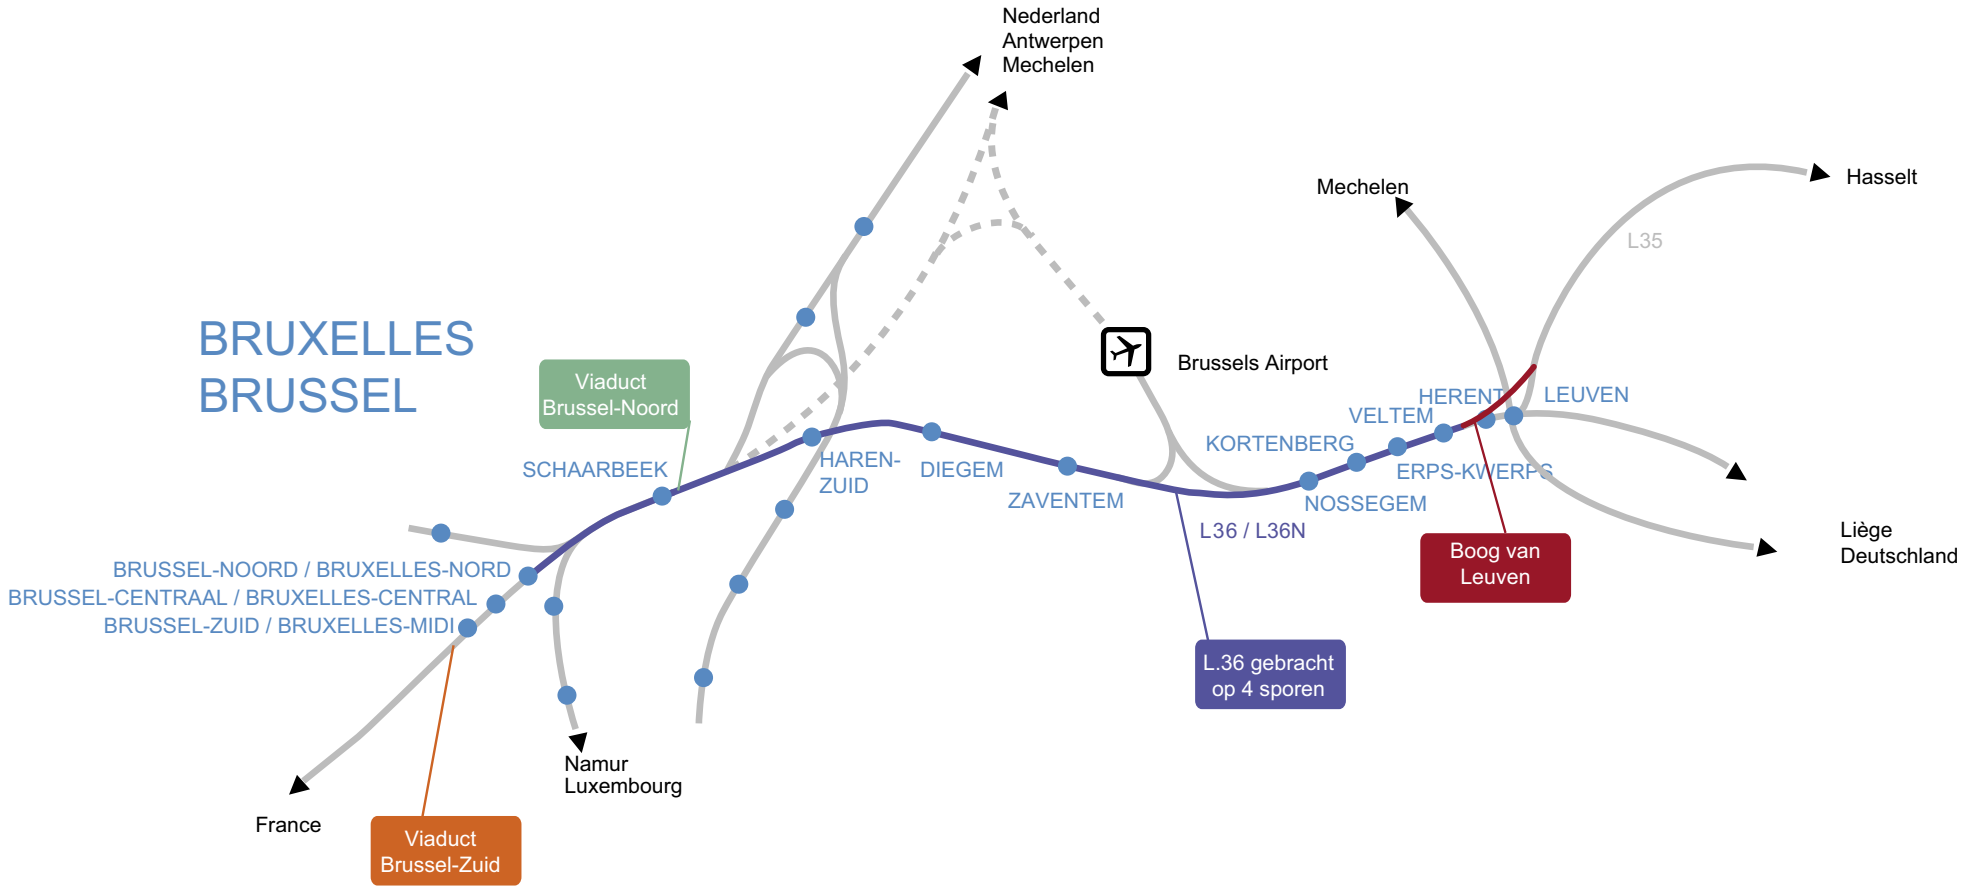 Nederland
Antwerpen
Mechelen
Mechelen
Hasselt
L35
BRUXELLES
BRUSSEL
Viaduct
Brussel-Noord
Brussels Airport
HERENT
LEUVEN
VELTEM
KORTENBERG
ERPS-KWERPS
NOSSEGEM
SCHAARBEEK
HAREN-
ZUID
DIEGEM
ZAVENTEM
L36 / L36N
Boog van
Leuven
Liège
Deutschland
BRUSSEL-NOORD / BRUXELLES-NORD
BRUSSEL-CENTRAAL / BRUXELLES-CENTRAL
BRUSSEL-ZUID / BRUXELLES-MIDI
L.36 gebracht
op 4 sporen
Namur
Luxembourg
France
Viaduct
Brussel-Zuid